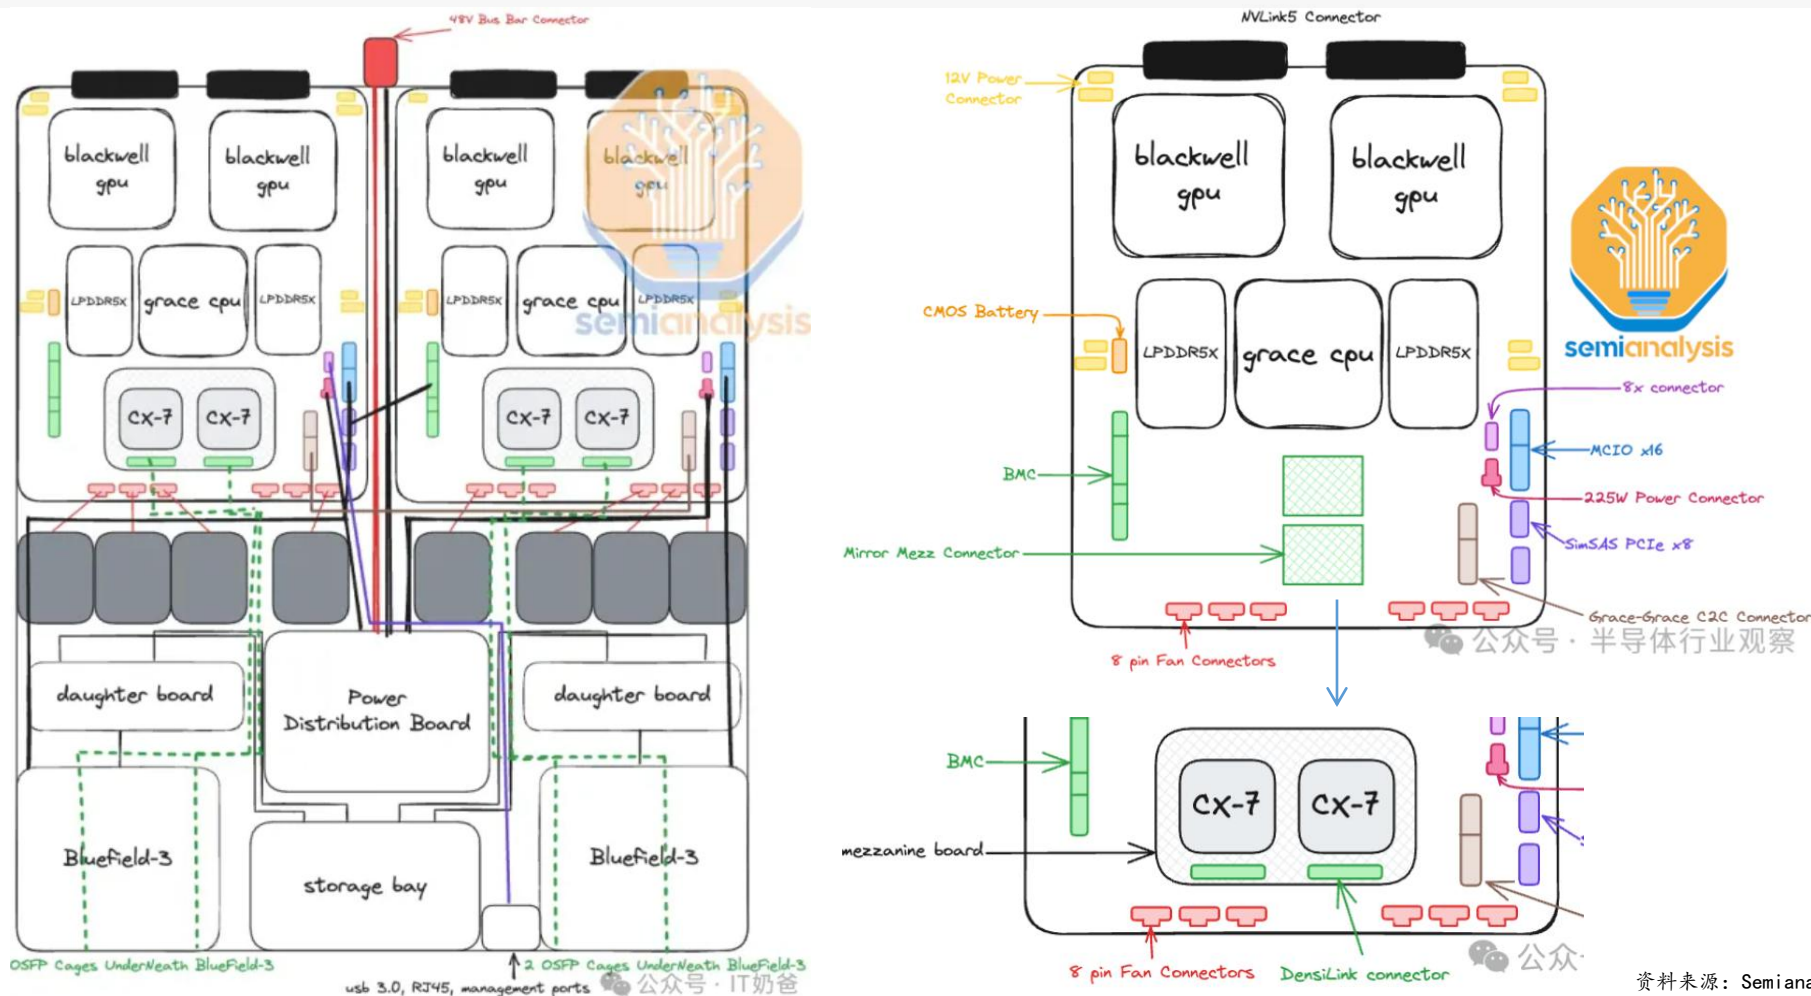 48V Bus Bar Connector
blackwell
gpu
blackwell
gpu
blackwell
gpu
blackwell
gpu
LPDDR5X
grace cpu
LPDDR5X
LPDDR5X
grace cpu
LPDDR5X
semianalysis
CX-7
CX-7
CX-7
CX-7
daughter board
Power
Distribution Board
daughter board
Bluefield-3
storage bay
Bluefield-3
OSFP Cages UnderNeath BlueField-3
2 OSFP Cages UnderNeath BlueField-3
usb 3.0, RJ45, management ports
公众号 · IT奶爸
NVLink5 Connector
12V Power
Connector
blackwell
gpu
blackwell
gpu
semianalysis
CMOS Battery
LPDDR5X
grace cpu
LPDDR5X
8x connector
MCIO x16
BMC
225W Power Connector
SimSAS PCIe x8
Mirror Mezz Connector
Grace-Grace C2C Connector
公众号 · 半导体行业观察
8 pin Fan Connectors
BMC
CX-7
CX-7
mezzanine board
公众
8 pin Fan Connectors
DensiLink connector
资料来源：Semiana